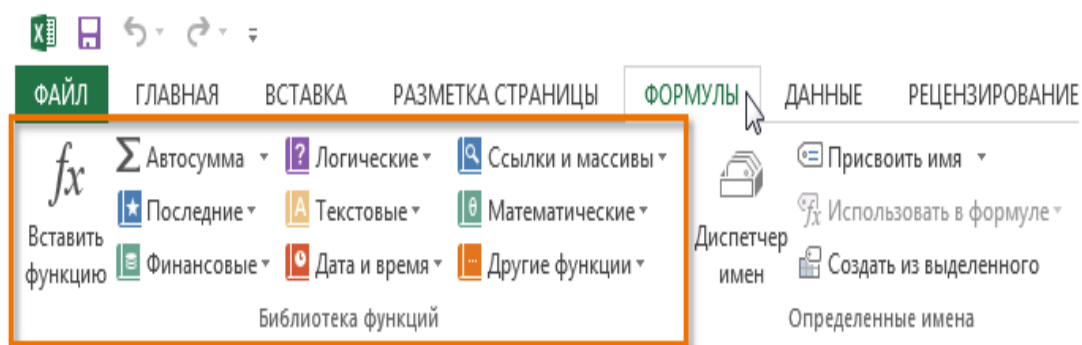 ФАЙЛ ГЛАВНАЯ ВСТАВКА РАЗМЕТКА СТРАНИЦЫ ФОРМУЛЫ ДАННЫЕ РЕЦЕНЗИРОВАНИЕ
fx
Вставить
функцию
Σ Автосумма
Последние
Финансовые
? Логические
A Текстовые
Дата и время
Ссылки и массивы
θ Математические
Другие функции
Библиотека функций
Диспетчер
имен
Присвоить имя
fx Использовать в формуле
Создать из выделенного
Определенные имена